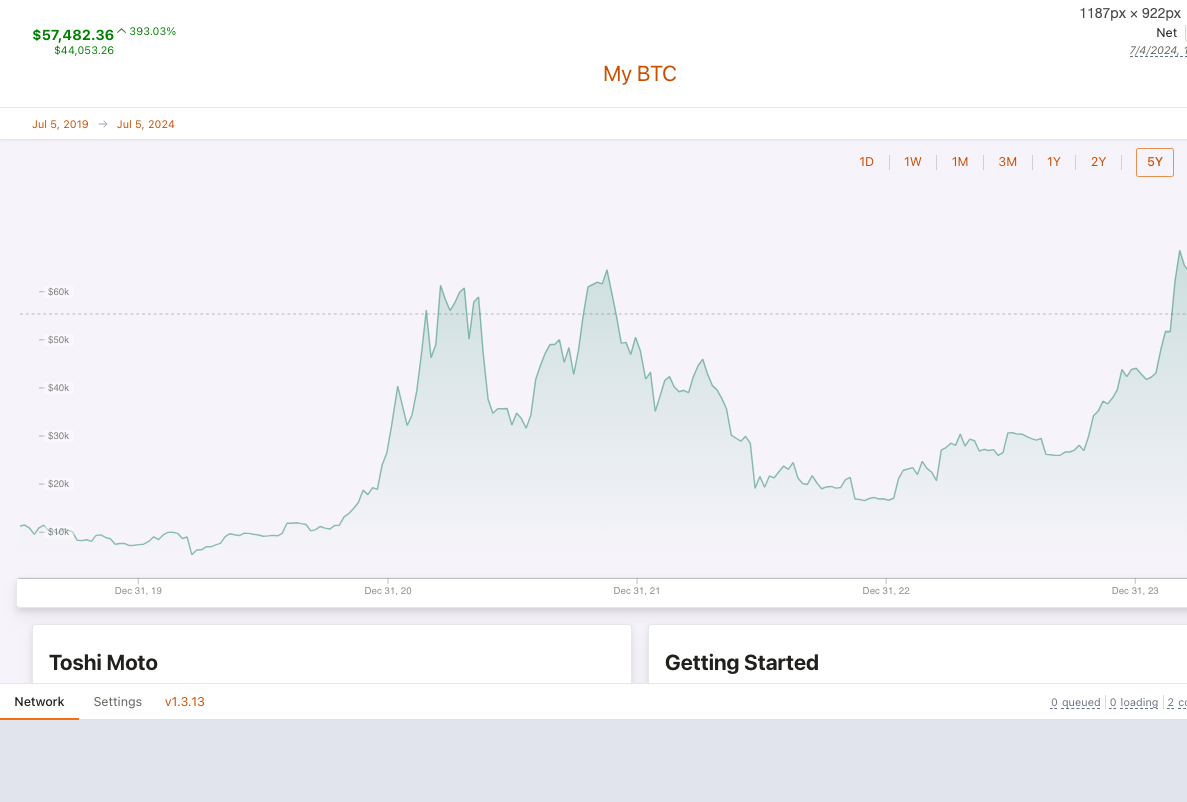 1187px × 922px
$57,482.36 393.03%
Net
$44,053.26
7/4/2024,
My BTC
Jul 5, 2019 → Jul 5, 2024
1D 1W 1M 3M 1Y 2Y 5Y
$60k
$50k
$40k
$30k
$20k
$10k
Dec 31, 19 Dec 31, 20 Dec 31, 21 Dec 31, 22 Dec 31, 23
Toshi Moto Getting Started
Network Settings v1.3.13 0 queued 0 loading 2